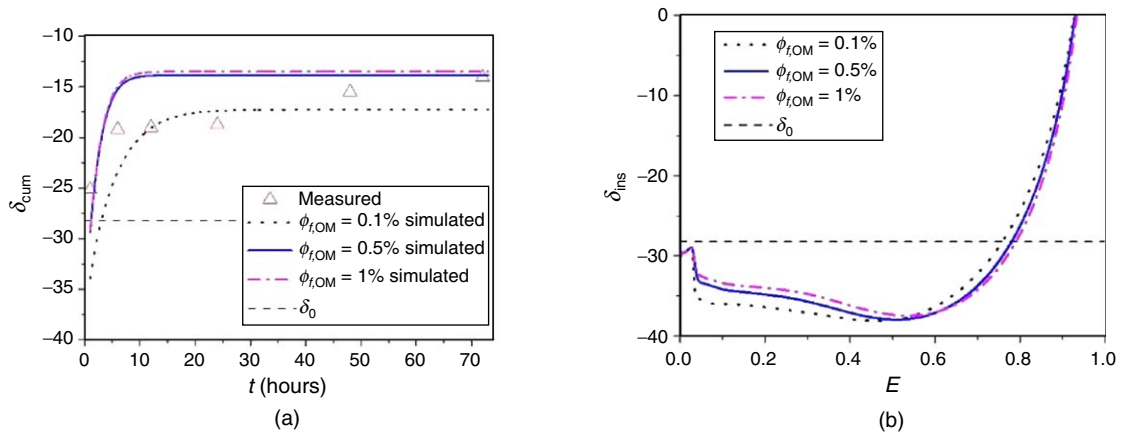 (a)
−10
−15
−20
−25
−30
−35
−40
δcum
Measured
ϕf,OM = 0.1% simulated
ϕf,OM = 0.5% simulated
ϕf,OM = 1% simulated
δ0
0 10 20 30 40 50 60 70
t (hours)
(a)
(b)
0
−10
−20
−30
−40
δins
ϕf,OM = 0.1%
ϕf,OM = 0.5%
ϕf,OM = 1%
δ0
0.0 0.2 0.4 0.6 0.8 1.0
E
(b)